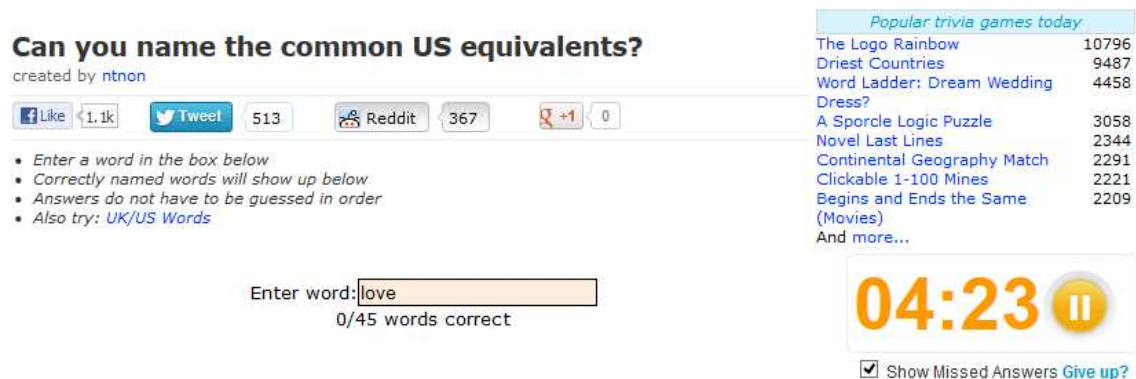 Can you name the common US equivalents?
created by ntnon
Like 1.1k Tweet 513 Reddit 367 +1 0
• Enter a word in the box below
• Correctly named words will show up below
• Answers do not have to be guessed in order
• Also try: UK/US Words
Enter word: love
0/45 words correct
Popular trivia games today
The Logo Rainbow 10796
Driest Countries 9487
Word Ladder: Dream Wedding 4458
Dress?
A Sporcle Logic Puzzle 3058
Novel Last Lines 2344
Continental Geography Match 2291
Clickable 1-100 Mines 2221
Begins and Ends the Same 2209
(Movies)
And more...
04:23
Show Missed Answers Give up?